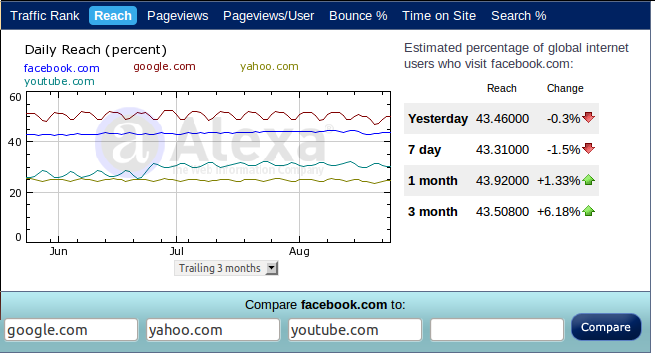 Traffic Rank Reach Pageviews Pageviews/User Bounce % Time on Site Search %
Daily Reach (percent)
facebook.com google.com yahoo.com
youtube.com
60
40
20
0
Jun Jul Aug
@ Alexa
The Web Information Company
Trailing 3 months
Estimated percentage of global internet
users who visit facebook.com:
Reach Change
Yesterday 43.46000 -0.3%
7 day 43.31000 -1.5%
1 month 43.92000 +1.33%
3 month 43.50800 +6.18%
Compare facebook.com to:
google.com yahoo.com youtube.com Compare